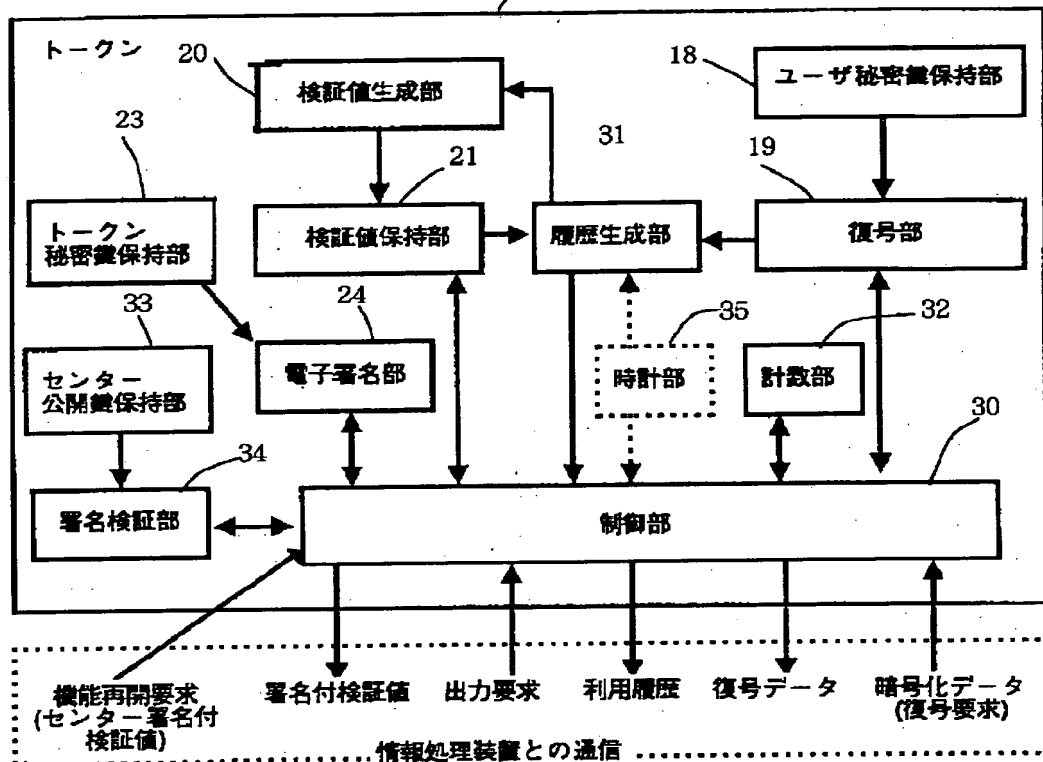 トークン
20
検証値生成部
18
ユーザ秘密鍵保持部
23
31
21
19
トークン
秘密鍵保持部
検証値保持部
履歴生成部
復号部
33
24
35
32
センター
公開鍵保持部
電子署名部
時計部
計数部
34
30
署名検証部
制御部
機能再開要求
(センター署名付
検証値)
署名付検証値
出力要求
利用履歴
復号データ
暗号化データ
(復号要求)
情報処理装置との通信